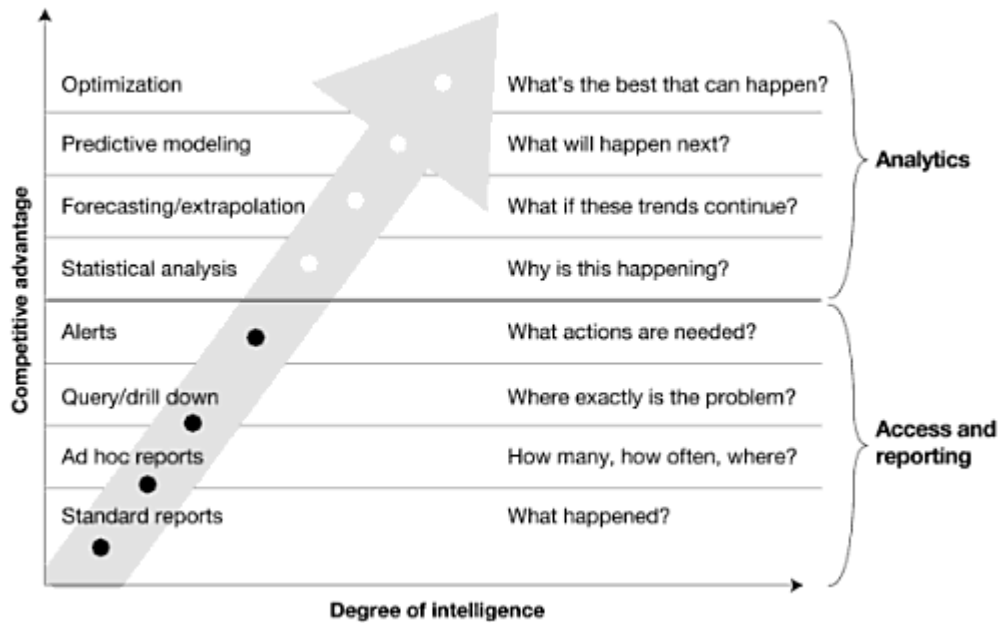 Optimization
What's the best that can happen?
Predictive modeling
What will happen next?
Analytics
Forecasting/extrapolation
What if these trends continue?
Statistical analysis
Why is this happening?
Competitive advantage
Alerts
What actions are needed?
Query/drill down
Where exactly is the problem?
Access and
reporting
Ad hoc reports
How many, how often, where?
Standard reports
What happened?
Degree of intelligence